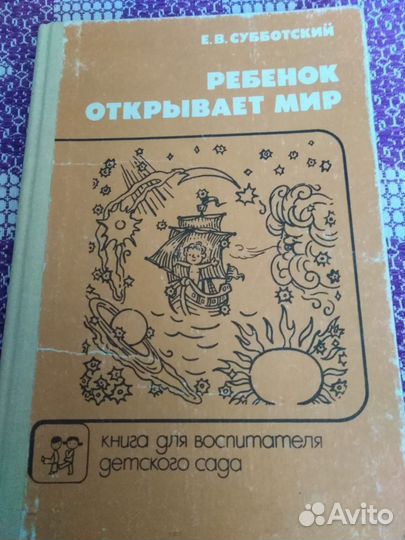 Е. В. СУББОТСКИЙ
РЕБЕНОК
ОТКРЫВАЕТ МИР
книга для воспитателя
детского сада
Avito